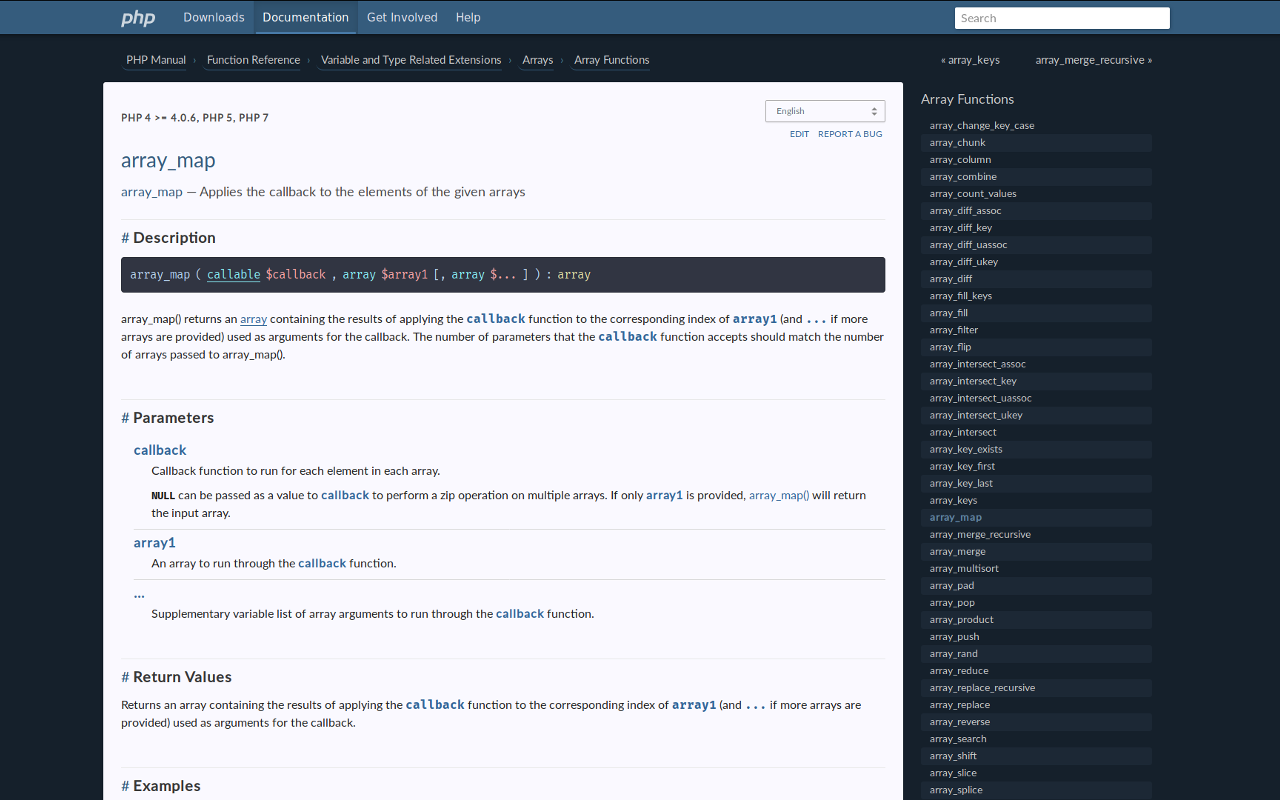 php Downloads Documentation Get Involved Help Search
PHP Manual › Function Reference › Variable and Type Related Extensions › Arrays › Array Functions
« array_keys array_merge_recursive »
PHP 4 >= 4.0.6, PHP 5, PHP 7
English
EDIT REPORT A BUG
array_map
array_map — Applies the callback to the elements of the given arrays
# Description
array_map ( callable $callback , array $array1 [, array $... ] ) : array
array_map() returns an array containing the results of applying the callback function to the corresponding index of array1 (and ... if more
arrays are provided) used as arguments for the callback. The number of parameters that the callback function accepts should match the number
of arrays passed to array_map().
# Parameters
callback
Callback function to run for each element in each array.
NULL can be passed as a value to callback to perform a zip operation on multiple arrays. If only array1 is provided, array_map() will return
the input array.
array1
An array to run through the callback function.
...
Supplementary variable list of array arguments to run through the callback function.
# Return Values
Returns an array containing the results of applying the callback function to the corresponding index of array1 (and ... if more arrays are
provided) used as arguments for the callback.
# Examples
Array Functions
array_change_key_case
array_chunk
array_column
array_combine
array_count_values
array_diff_assoc
array_diff_key
array_diff_uassoc
array_diff_ukey
array_diff
array_fill_keys
array_fill
array_filter
array_flip
array_intersect_assoc
array_intersect_key
array_intersect_uassoc
array_intersect_ukey
array_intersect
array_key_exists
array_key_first
array_key_last
array_keys
array_map
array_merge_recursive
array_merge
array_multisort
array_pad
array_pop
array_product
array_push
array_rand
array_reduce
array_replace_recursive
array_replace
array_reverse
array_search
array_shift
array_slice
array_splice